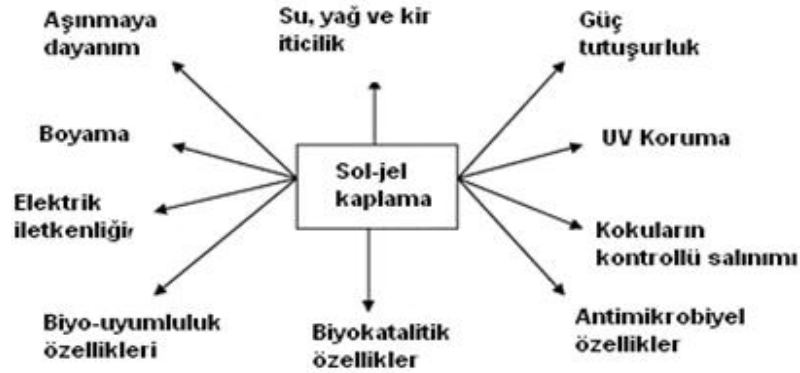 Aşınmaya
dayanım
Su, yağ ve kir
iticilik
Güç
tutuşurluk
Boyama
UV Koruma
Sol-jel
kaplama
Elektrik
iletkenliği,
Kokuların
kontrollü salınımı
Biyo-uyumluluk
özellikleri
Biyokatalitik
özellikler
Antimikrobiyel
özellikler